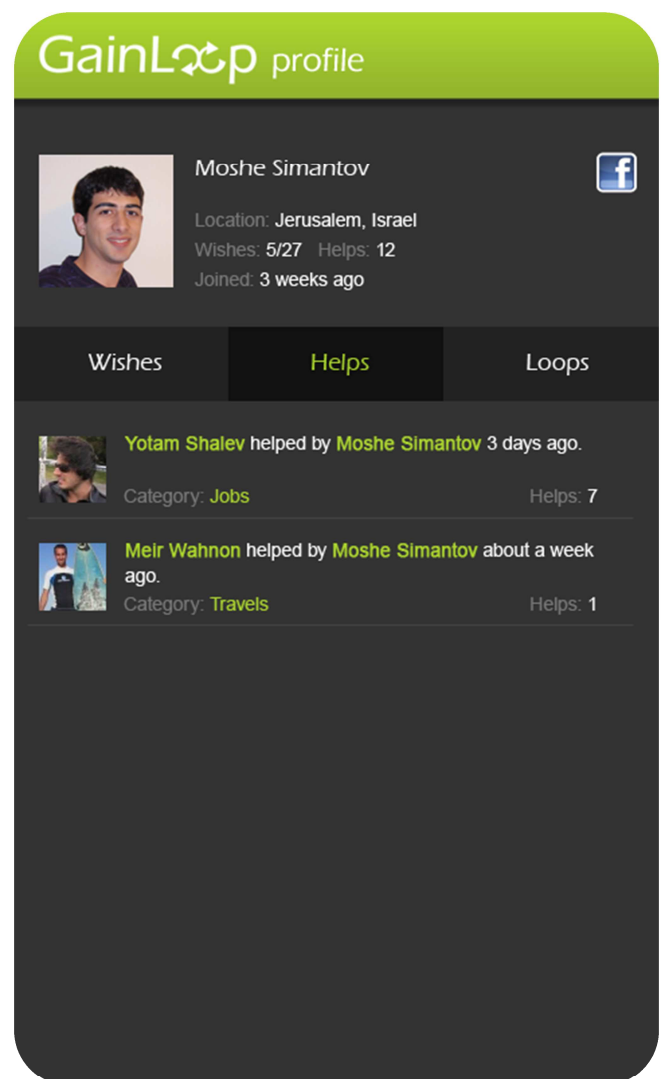 GainLoop profile
Moshe Simantov
Location: Jerusalem, Israel
Wishes: 5/27 Helps: 12
Joined: 3 weeks ago
Wishes Helps Loops
Yotam Shalev helped by Moshe Simantov 3 days ago.
Category: Jobs Helps: 7
Meir Wahnon helped by Moshe Simantov about a week
ago.
Category: Travels Helps: 1